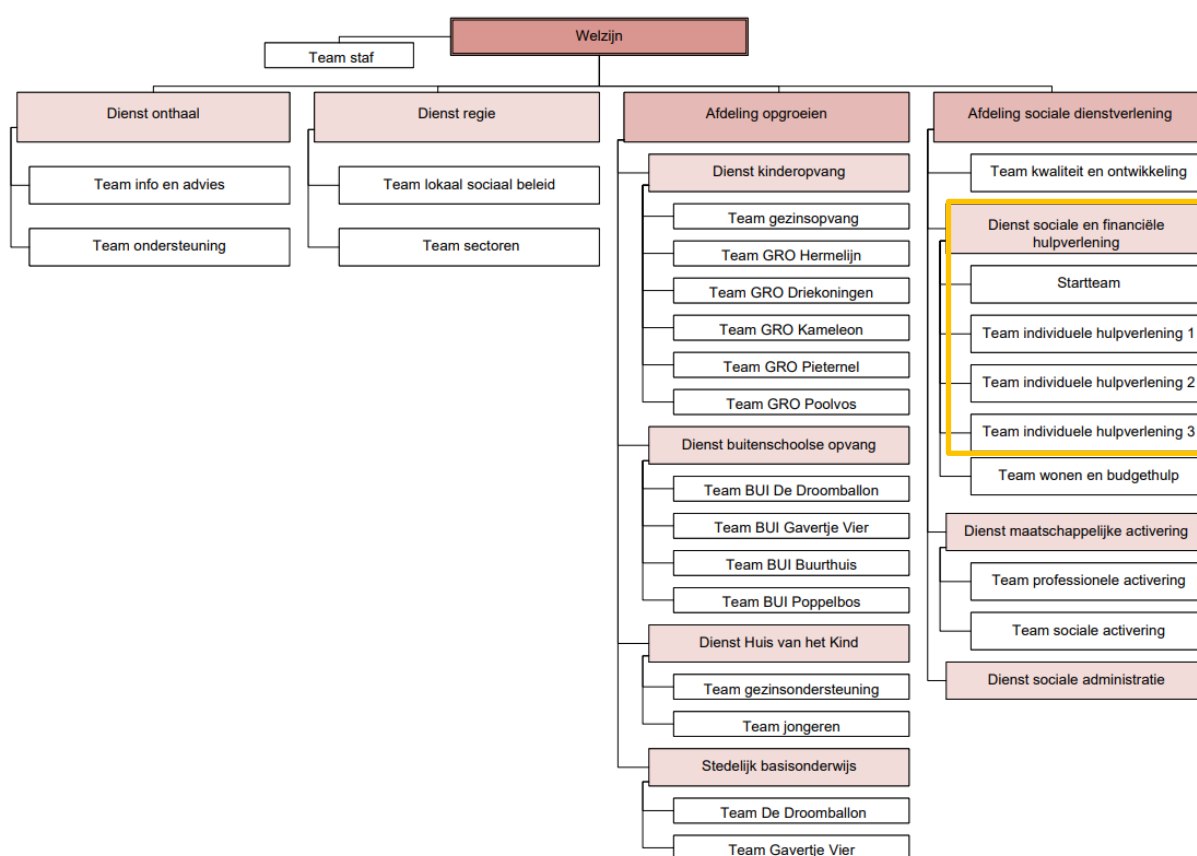 Welzijn
Team staf
Dienst onthaal
Team info en advies
Team ondersteuning
Dienst regie
Team lokaal sociaal beleid
Team sectoren
Afdeling opgroeien
Dienst kinderopvang
Team gezinsopvang
Team GRO Hermelijn
Team GRO Driekoningen
Team GRO Kameleon
Team GRO Pieternel
Team GRO Poolvos
Dienst buitenschoolse opvang
Team BUI De Droomballon
Team BUI Gavertje Vier
Team BUI Buurthuis
Team BUI Poppelbos
Dienst Huis van het Kind
Team gezinsondersteuning
Team jongeren
Stedelijk basisonderwijs
Team De Droomballon
Team Gavertje Vier
Afdeling sociale dienstverlening
Team kwaliteit en ontwikkeling
Dienst sociale en financiële
hulpverlening
Startteam
Team individuele hulpverlening 1
Team individuele hulpverlening 2
Team individuele hulpverlening 3
Team wonen en budgethulp
Dienst maatschappelijke activering
Team professionele activering
Team sociale activering
Dienst sociale administratie